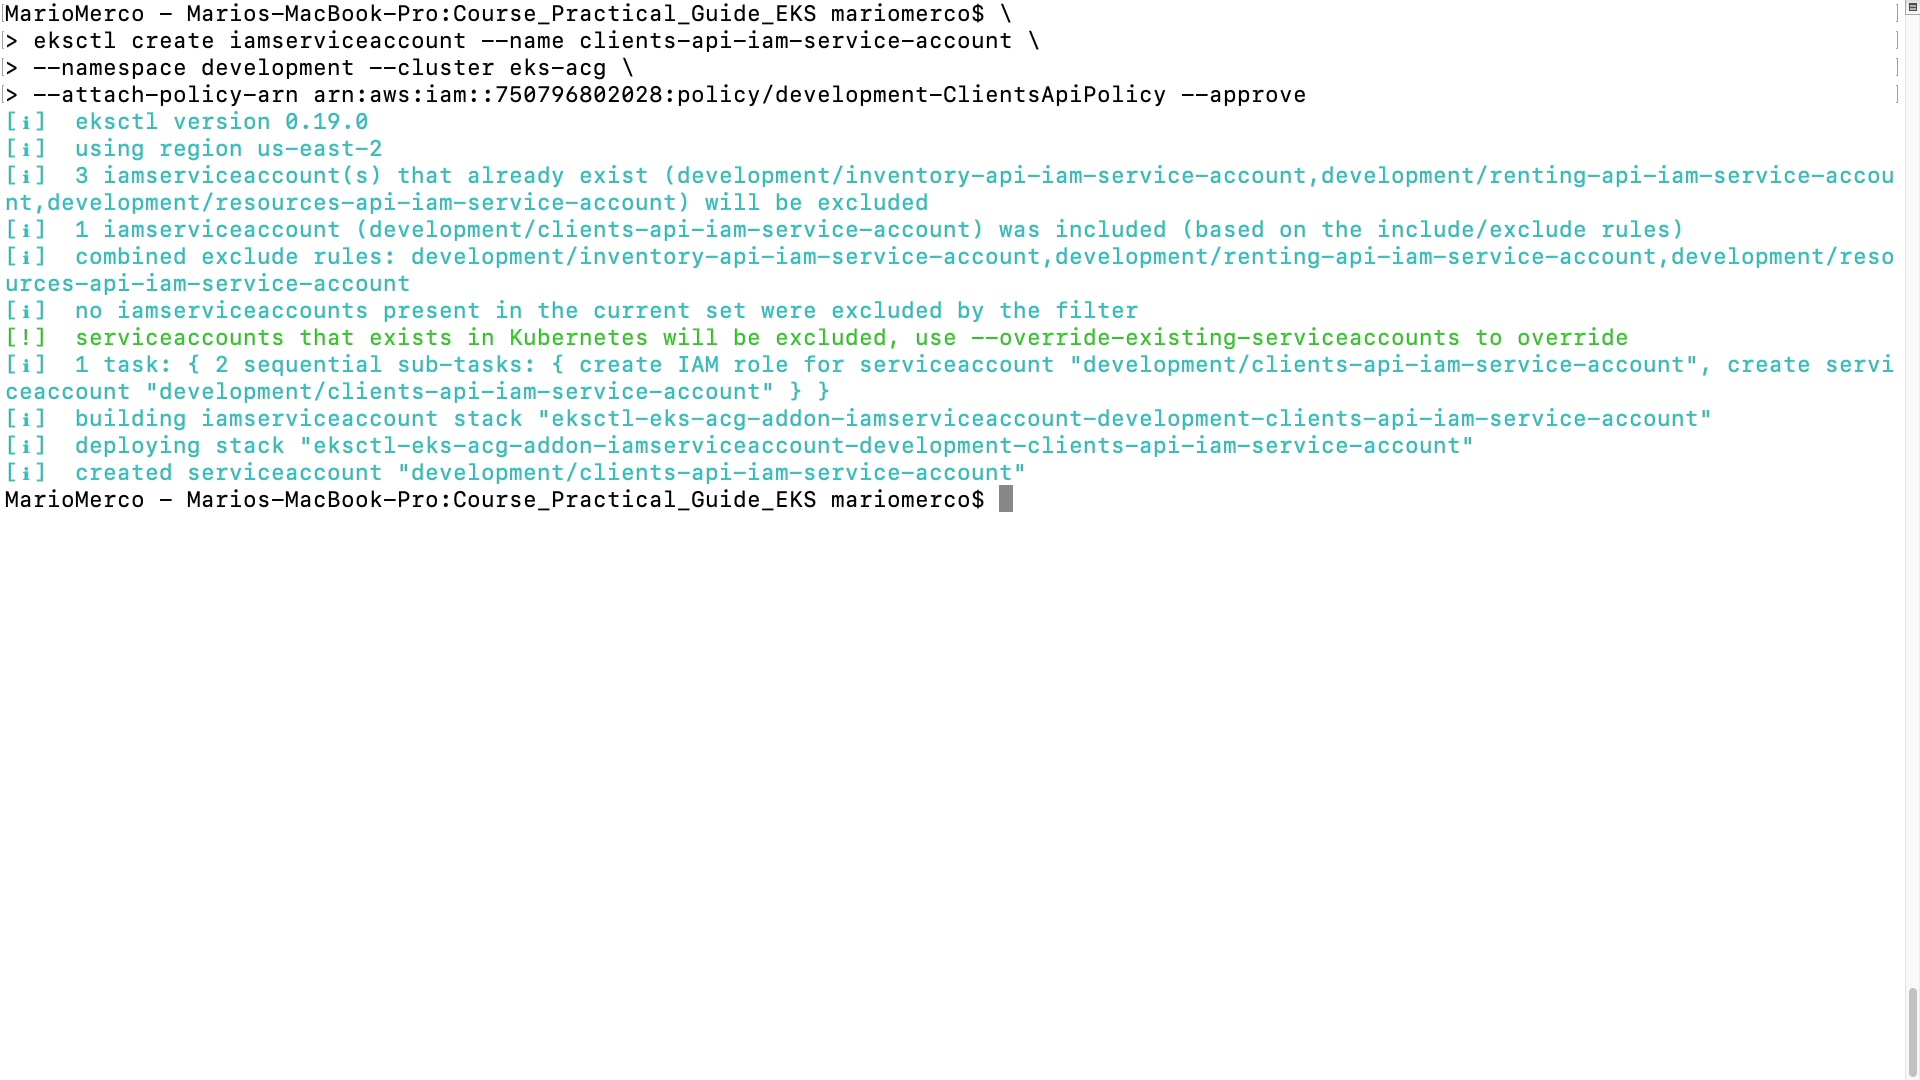 MarioMerco - Marios-MacBook-Pro:Course_Practical_Guide_EKS mariomerco$ \
> eksctl create iamserviceaccount --name clients-api-iam-service-account \
> --namespace development --cluster eks-acg \
> --attach-policy-arn arn:aws:iam::750796802028:policy/development-ClientsApiPolicy --approve
[ℹ]  eksctl version 0.19.0
[ℹ]  using region us-east-2
[ℹ]  3 iamserviceaccount(s) that already exist (development/inventory-api-iam-service-account,development/renting-api-iam-service-accou
nt,development/resources-api-iam-service-account) will be excluded
[ℹ]  1 iamserviceaccount (development/clients-api-iam-service-account) was included (based on the include/exclude rules)
[ℹ]  combined exclude rules: development/inventory-api-iam-service-account,development/renting-api-iam-service-account,development/reso
urces-api-iam-service-account
[ℹ]  no iamserviceaccounts present in the current set were excluded by the filter
[!]  serviceaccounts that exists in Kubernetes will be excluded, use --override-existing-serviceaccounts to override
[ℹ]  1 task: { 2 sequential sub-tasks: { create IAM role for serviceaccount "development/clients-api-iam-service-account", create servi
ceaccount "development/clients-api-iam-service-account" } }
[ℹ]  building iamserviceaccount stack "eksctl-eks-acg-addon-iamserviceaccount-development-clients-api-iam-service-account"
[ℹ]  deploying stack "eksctl-eks-acg-addon-iamserviceaccount-development-clients-api-iam-service-account"
[ℹ]  created serviceaccount "development/clients-api-iam-service-account"
MarioMerco - Marios-MacBook-Pro:Course_Practical_Guide_EKS mariomerco$